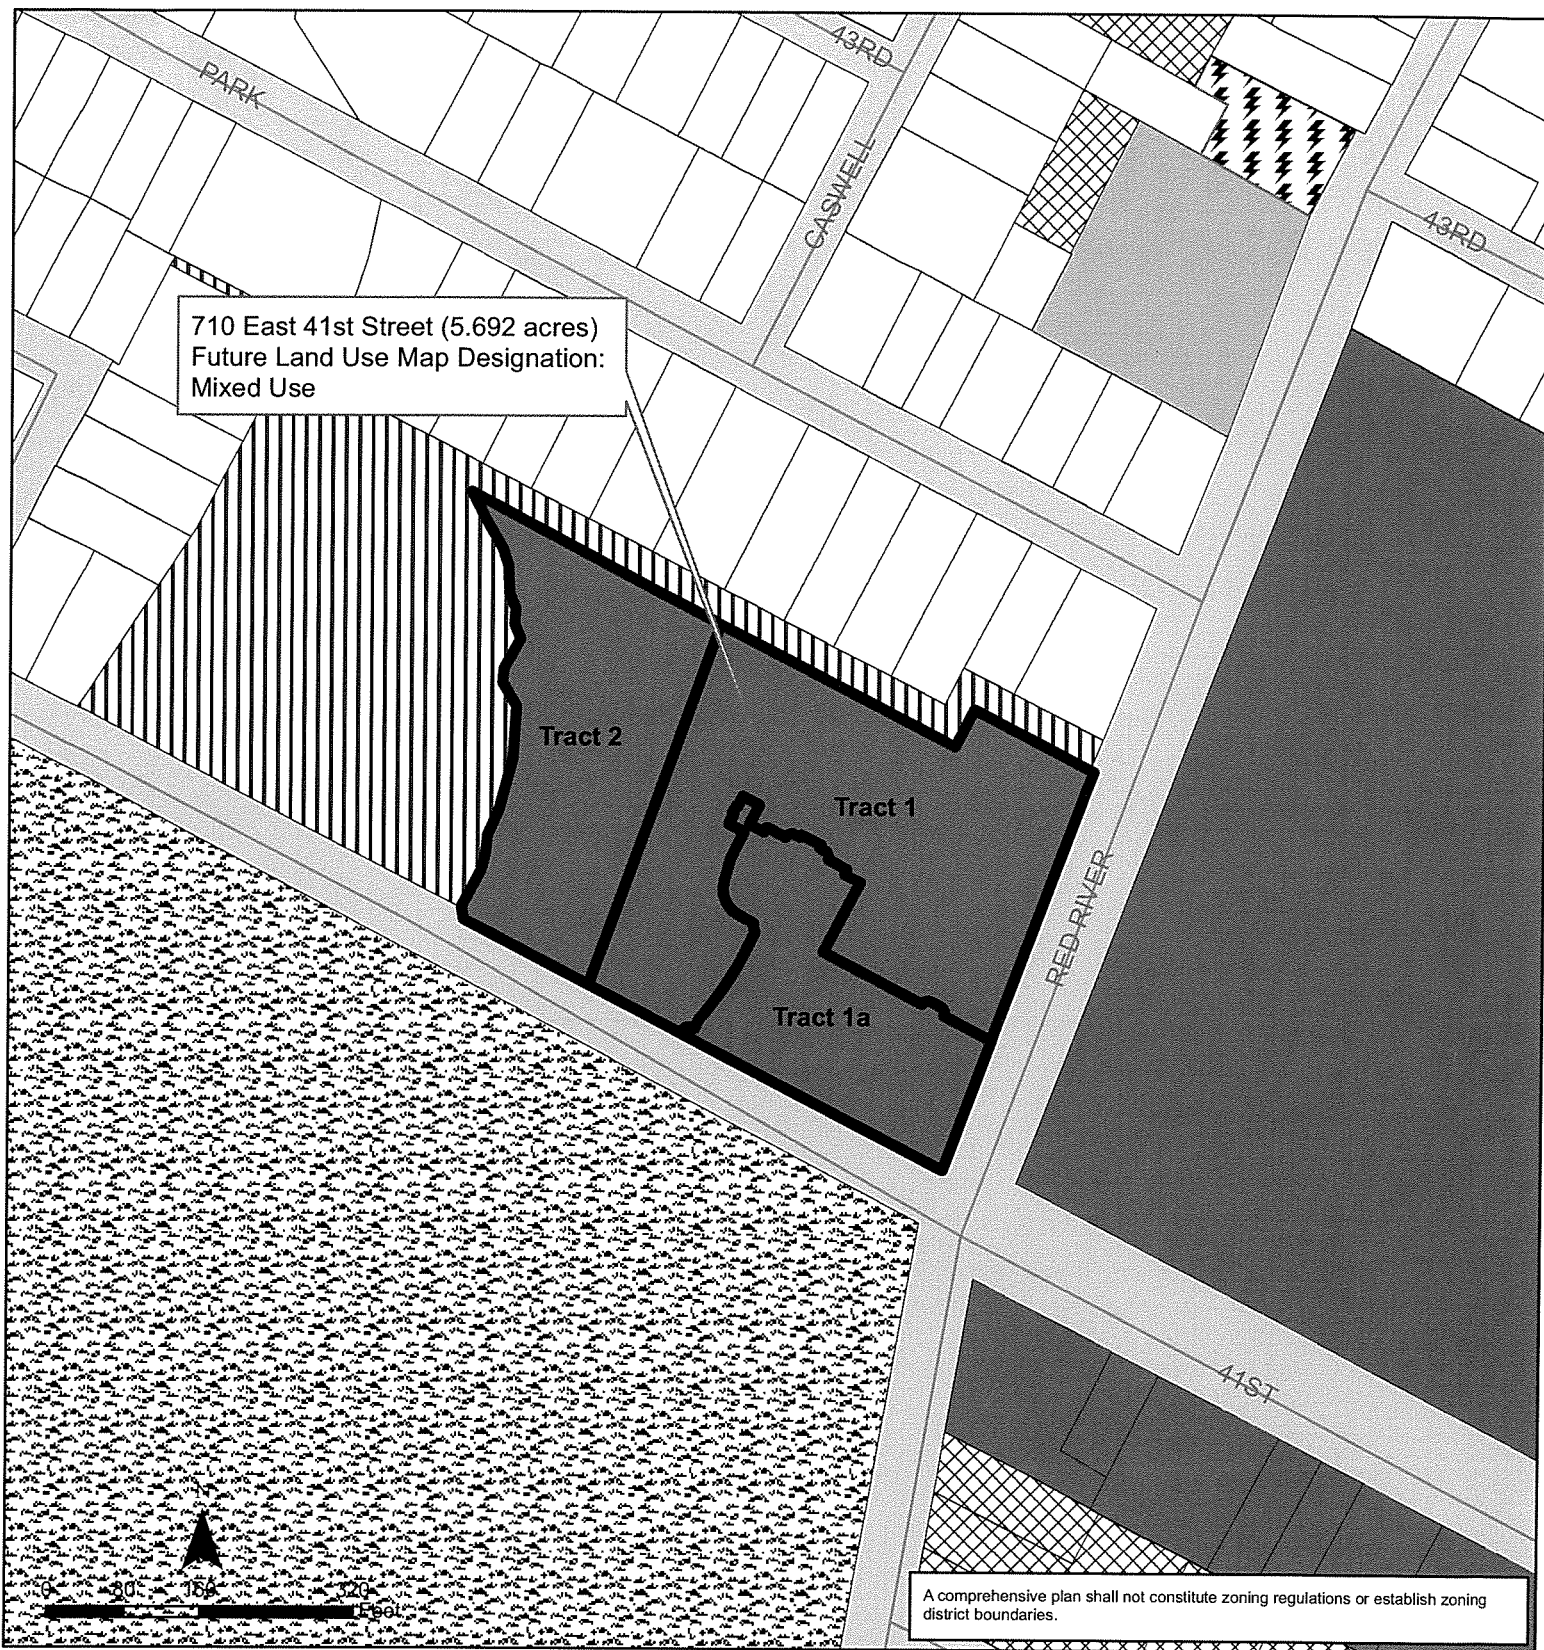 43RD
PARK
CASWELL
43RD
710 East 41st Street (5.692 acres)
Future Land Use Map Designation:
Mixed Use
Tract 2
Tract 1
RED RIVER
Tract 1a
41ST
N
0 80 160 320
Feet
A comprehensive plan shall not constitute zoning regulations or establish zoning
district boundaries.